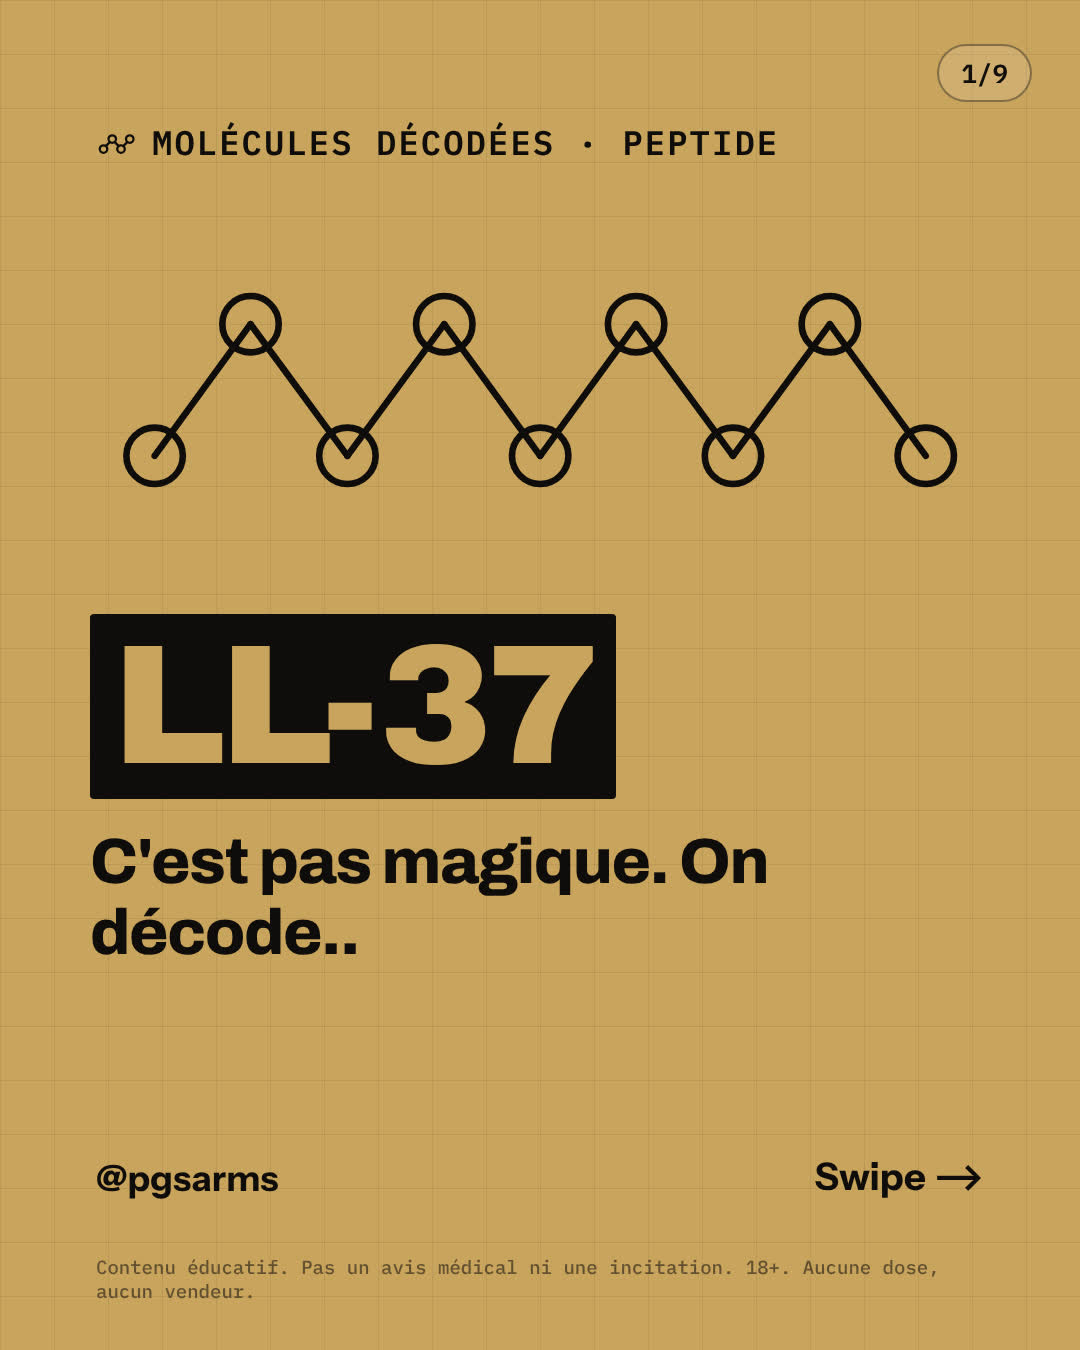 1/9
MOLÉCULES DÉCODÉES · PEPTIDE
LL-37
C'est pas magique. On
décode..
@pgsarms
Swipe →
Contenu éducatif. Pas un avis médical ni une incitation. 18+. Aucune dose,
aucun vendeur.